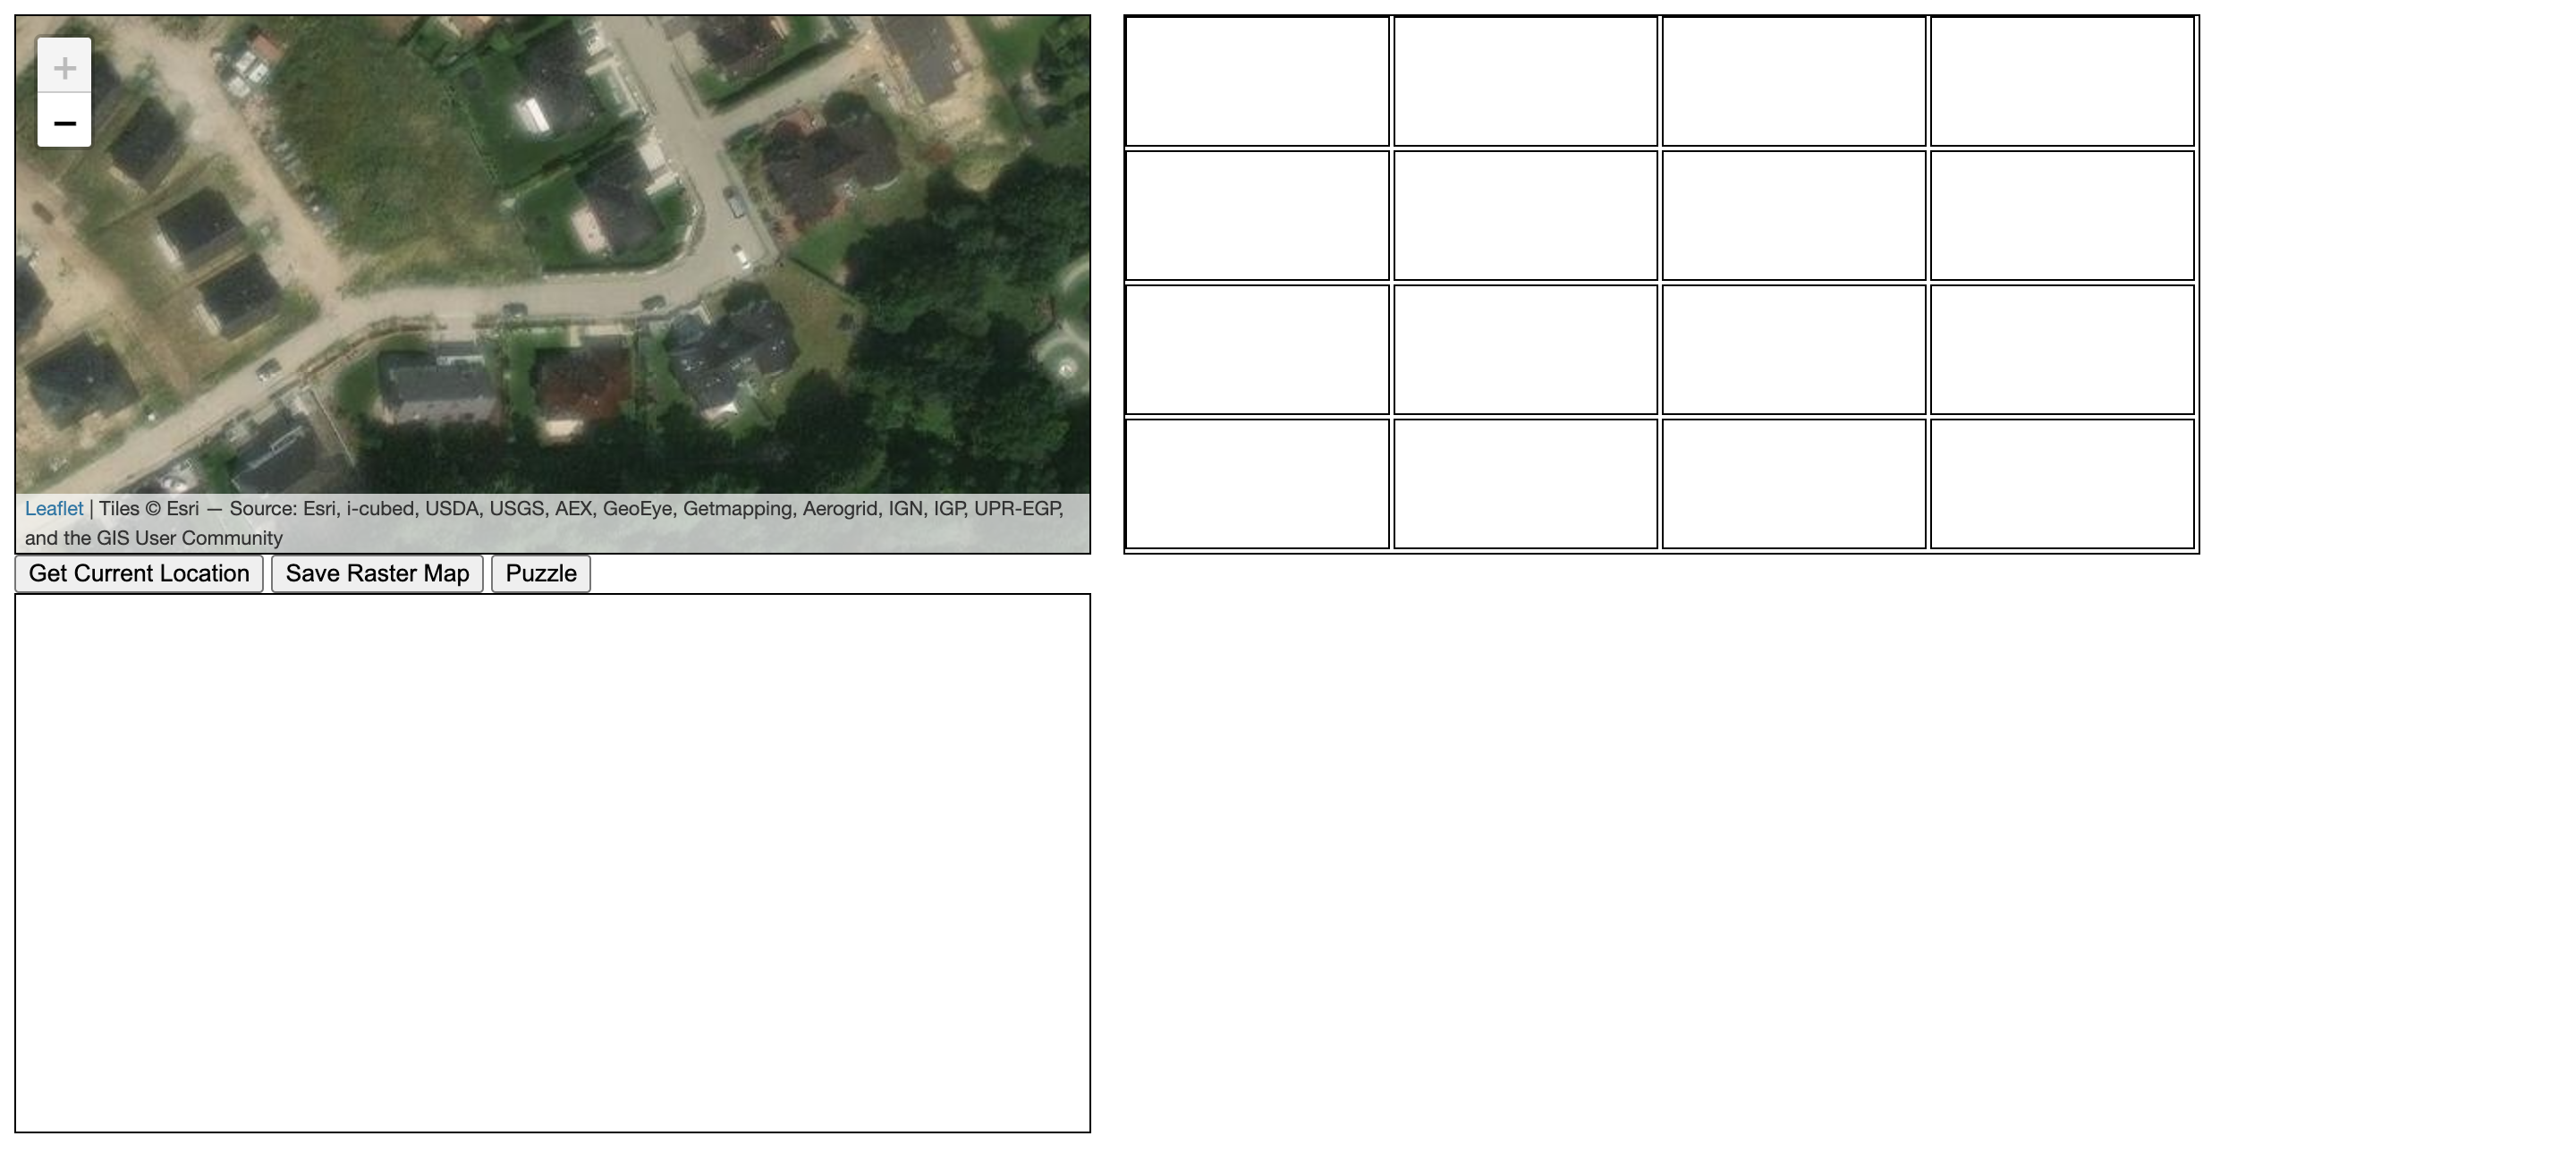 +
−
Leaflet | Tiles © Esri — Source: Esri, i-cubed, USDA, USGS, AEX, GeoEye, Getmapping, Aerogrid, IGN, IGP, UPR-EGP,
and the GIS User Community
Get Current Location Save Raster Map Puzzle